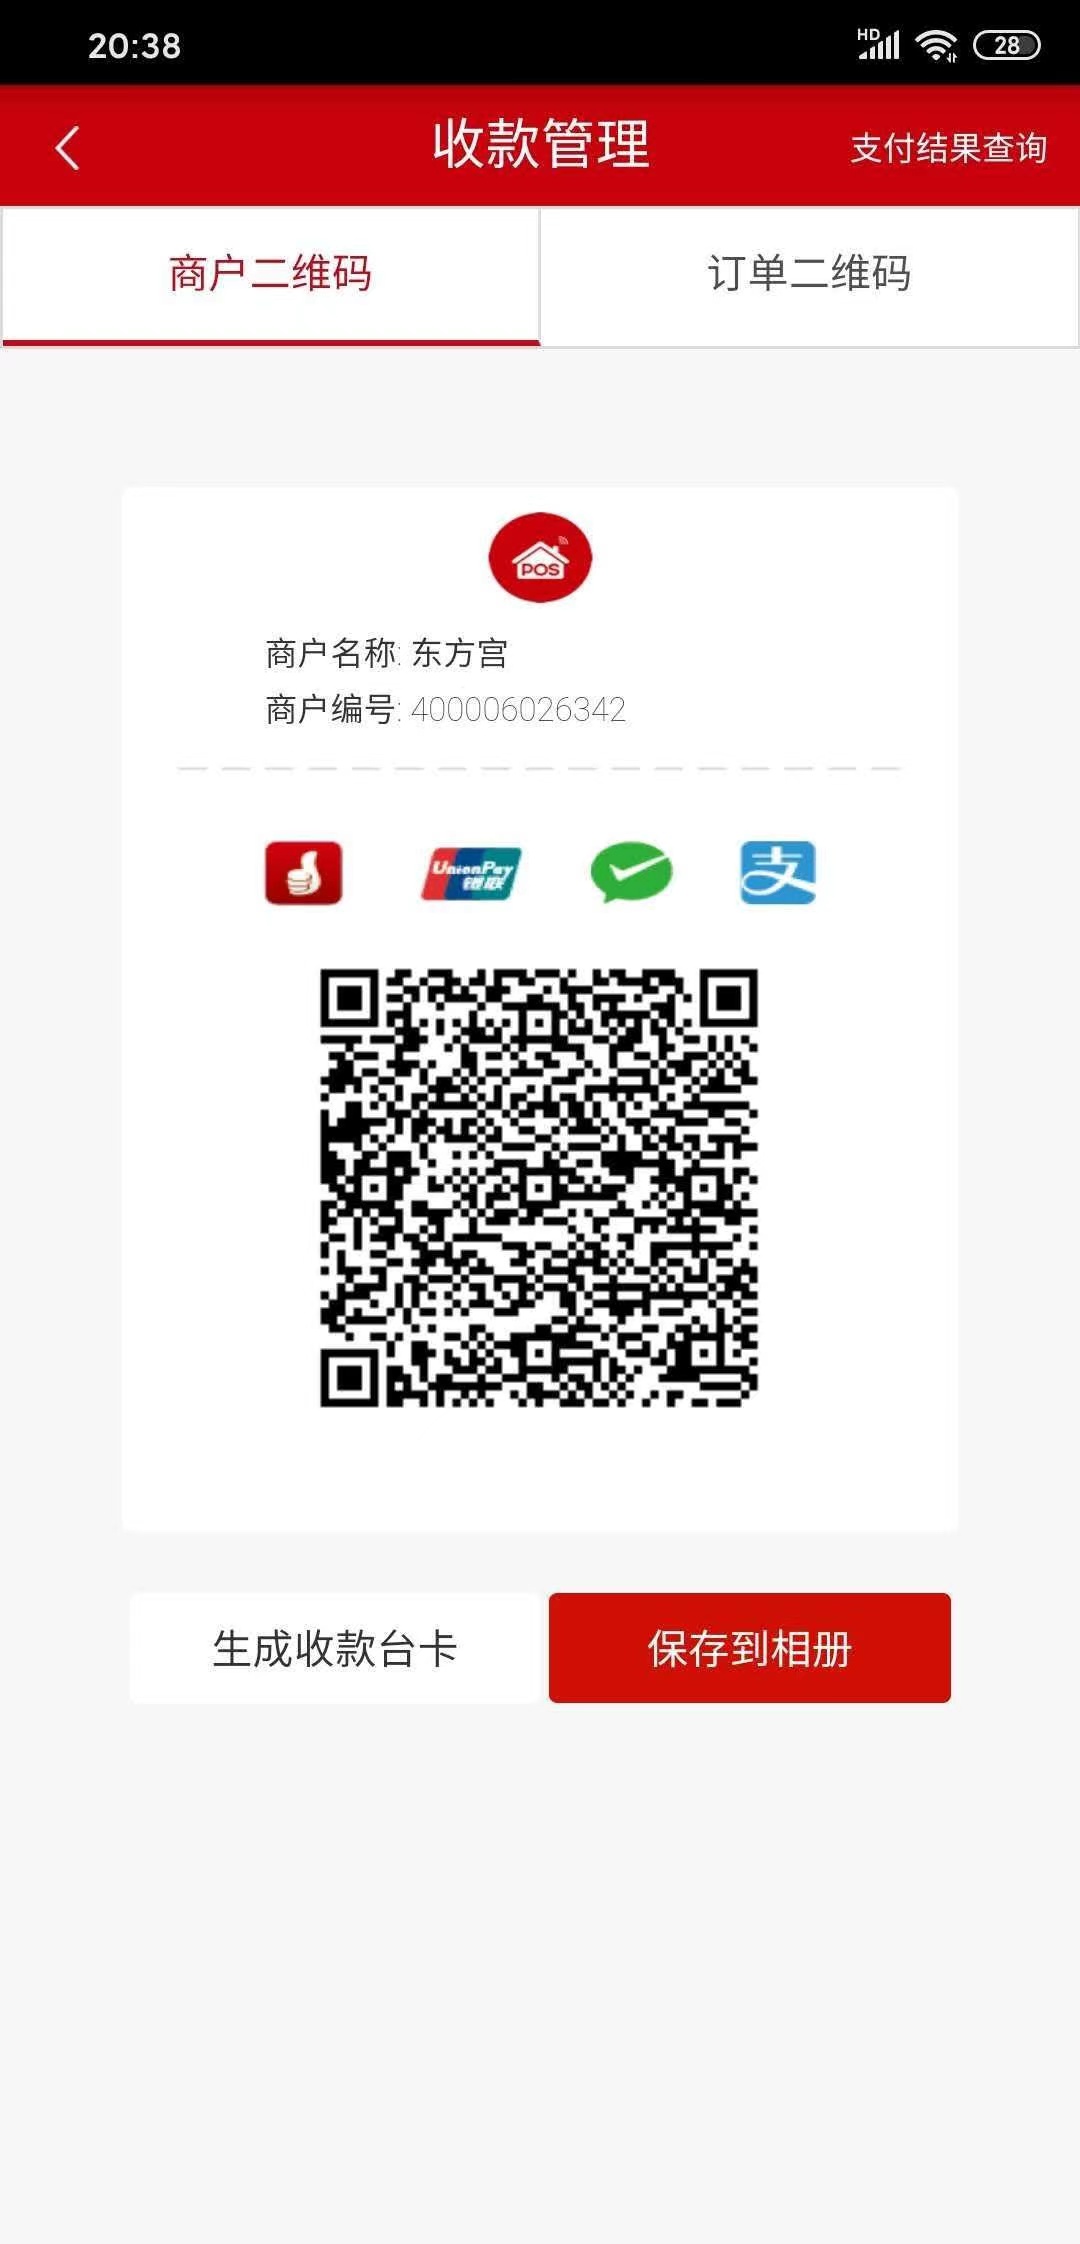 20:38
HD
28
收款管理
支付结果查询
商户二维码
订单二维码
POS
商户名称: 东方宫
商户编号: 400006026342
UnionPay
银联
支
生成收款台卡
保存到相册